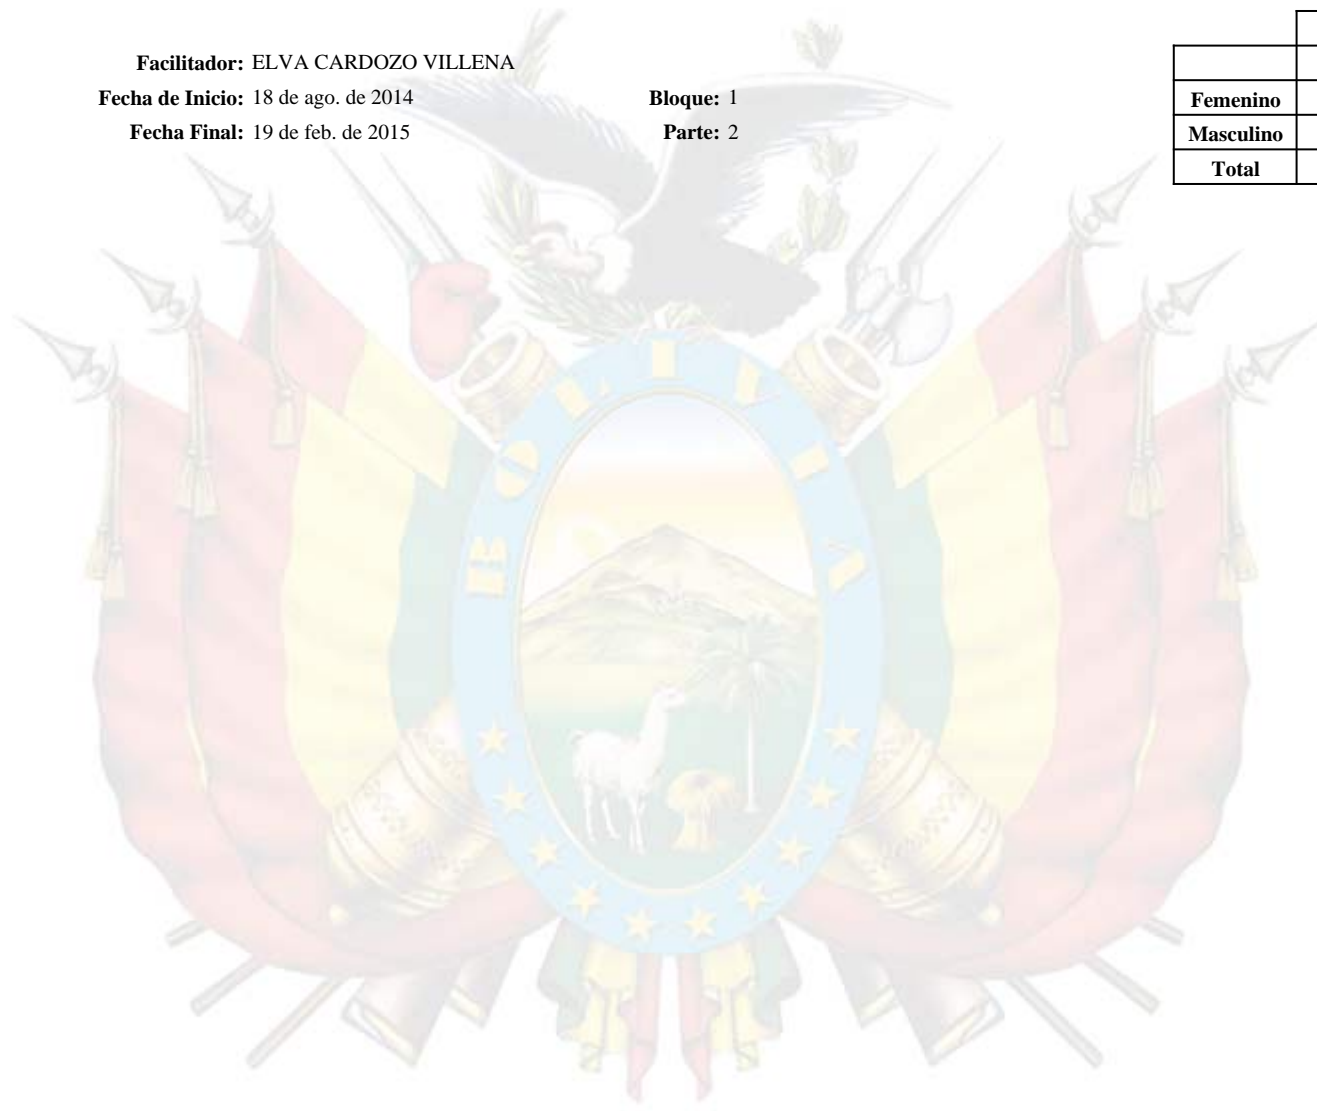 Facilitador: ELVA CARDOZO VILLENA
Fecha de Inicio: 18 de ago. de 2014 Bloque: 1
Fecha Final: 19 de feb. de 2015 Parte: 2
Femenino
Masculino
Total
BOLIVIA